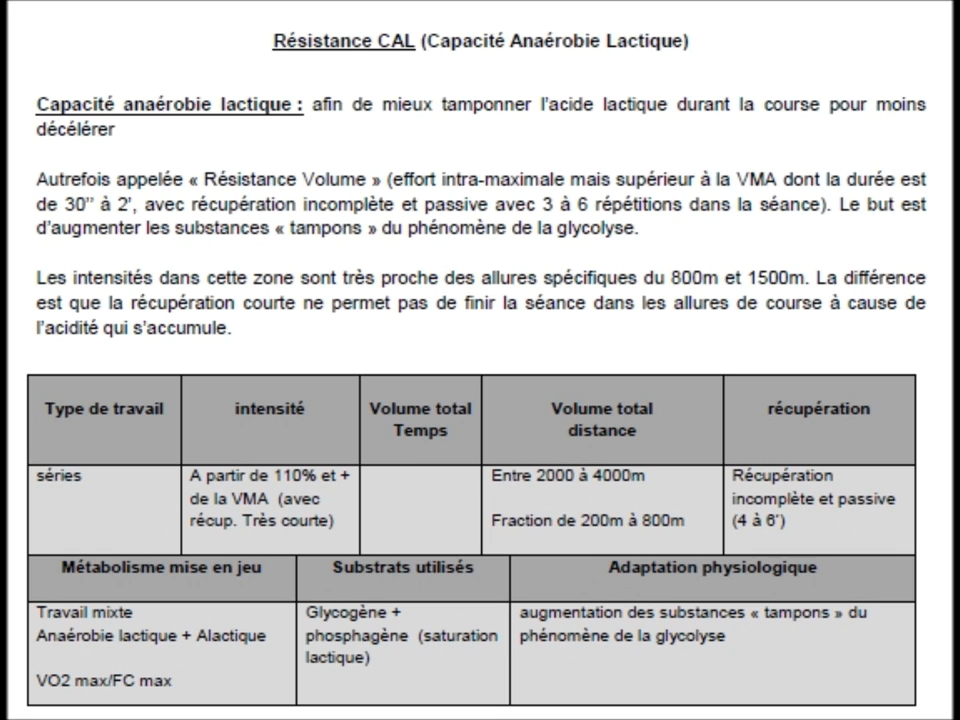 Résistance CAL (Capacité Anaérobie Lactique)
Capacité anaérobie lactique : afin de mieux tamponner l'acide lactique durant la course pour moins
décélérer
Autrefois appelée « Résistance Volume » (effort intra-maximale mais supérieur à la VMA dont la durée est
de 30'' à 2', avec récupération incomplète et passive avec 3 à 6 répétitions dans la séance). Le but est
d'augmenter les substances « tampons » du phénomène de la glycolyse.
Les intensités dans cette zone sont très proche des allures spécifiques du 800m et 1500m. La différence
est que la récupération courte ne permet pas de finir la séance dans les allures de course à cause de
l'acidité qui s'accumule.
Type de travail
intensité
Volume total
Temps
Volume total
distance
récupération
séries
A partir de 110% et +
de la VMA (avec
récup. Très courte)
Entre 2000 à 4000m
Fraction de 200m à 800m
Récupération
incomplète et passive
(4 à 6')
Métabolisme mise en jeu
Substrats utilisés
Adaptation physiologique
Travail mixte
Anaérobie lactique + Alactique
VO2 max/FC max
Glycogène +
phosphagène (saturation
lactique)
augmentation des substances « tampons » du
phénomène de la glycolyse